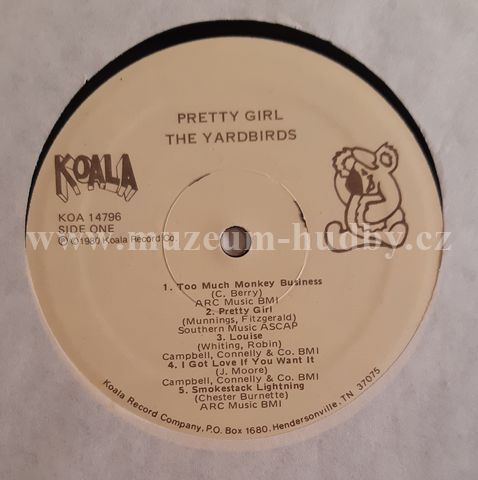 PRETTY GIRL
THE YARDBIRDS
KOALA
KOA 14796
SIDE ONE
Ⓟ©1980 Koala Record Co.
www.muzeum-hudby.cz
1. Too Much Monkey Business
(C. Berry)
ARC Music BMI
2. Pretty Girl
(Munnings, Fitzgerald)
Southern Music ASCAP
3. Louise
(Whiting, Robin)
Campbell, Connelly & Co. BMI
4. I Got Love If You Want It
(J. Moore)
Campbell, Connelly & Co. BMI
5. Smokestack Lightning
(Chester Burnette)
ARC Music BMI
Koala Record Company, P.O. Box 1680, Hendersonville, TN 37075